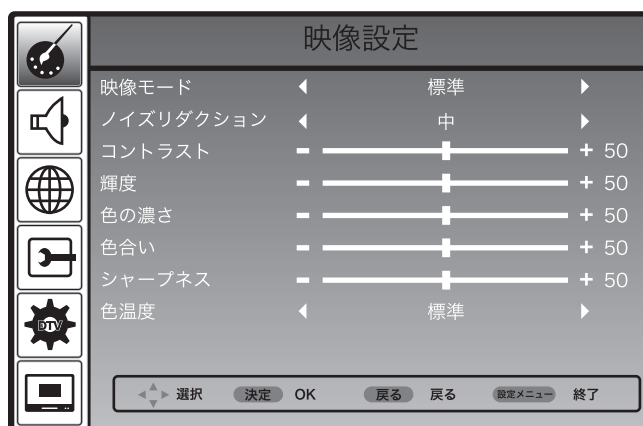 映像設定
映像モード 標準
ノイズリダクション 中
コントラスト - + 50
輝度 - + 50
色の濃さ - + 50
色合い - + 50
シャープネス - + 50
色温度 標準
DTV
選択 決定 OK 戻る 戻る 設定メニュー 終了